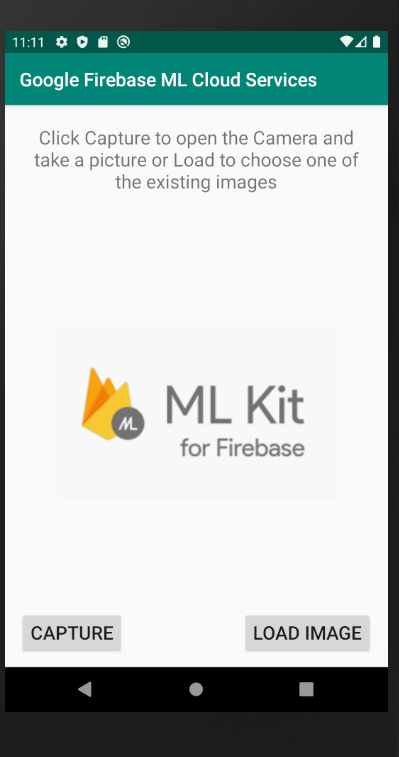 11:11
Google Firebase ML Cloud Services
Click Capture to open the Camera and
take a picture or Load to choose one of
the existing images
ML Kit
for Firebase
CAPTURE
LOAD IMAGE